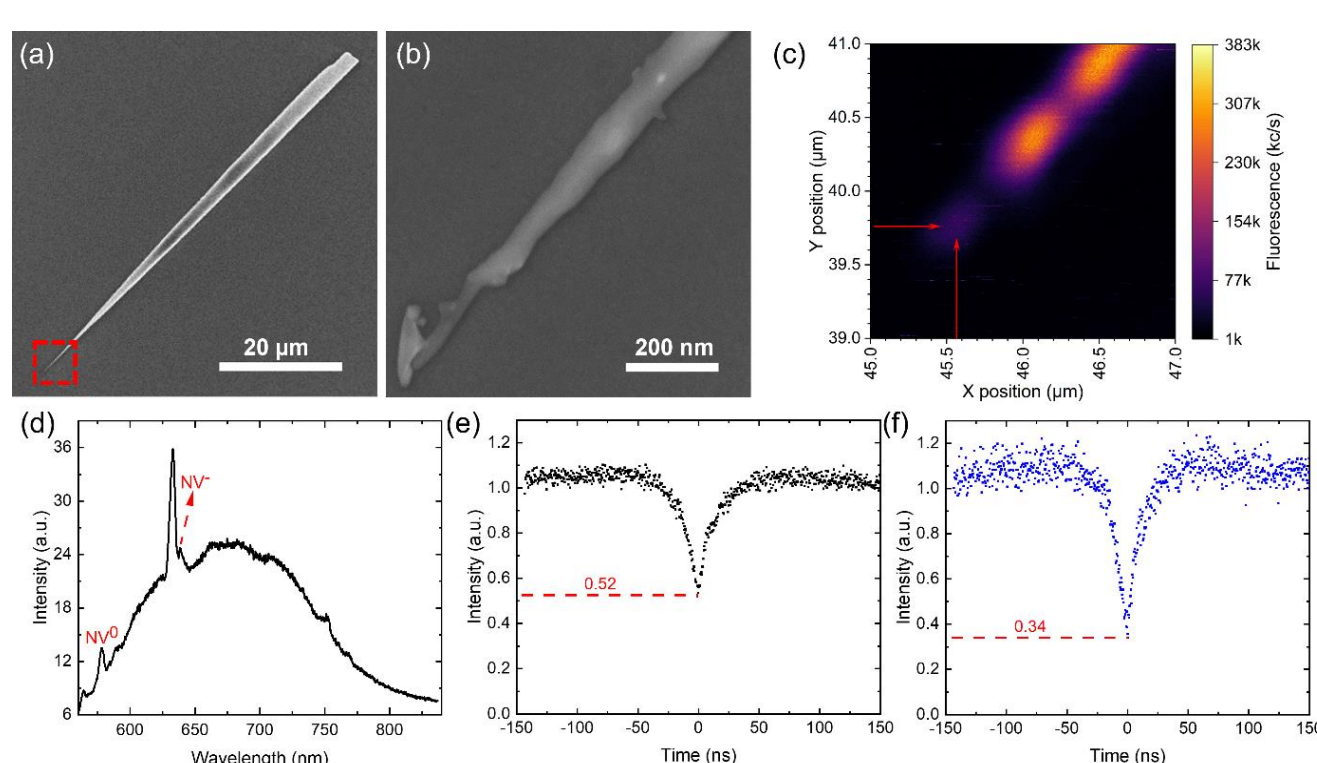 (a)
20 µm
(b)
200 nm
(c)
41.0
40.5
40.0
39.5
39.0
Y position (µm)
45.0
45.5
46.0
46.5
47.0
X position (µm)
383k
307k
230k
154k
77k
1k
Fluorescence (kc/s)
(d)
36
30
24
18
12
6
Intensity (a.u.)
NV⁰
NV⁻
600
650
700
750
800
Wavelength (nm)
(e)
1.2
1.0
0.8
0.6
0.4
0.2
0.0
Intensity (a.u.)
0.52
-150
-100
-50
0
50
100
150
Time (ns)
(f)
1.2
1.0
0.8
0.6
0.4
0.2
0.0
Intensity (a.u.)
0.34
-150
-100
-50
0
50
100
150
Time (ns)